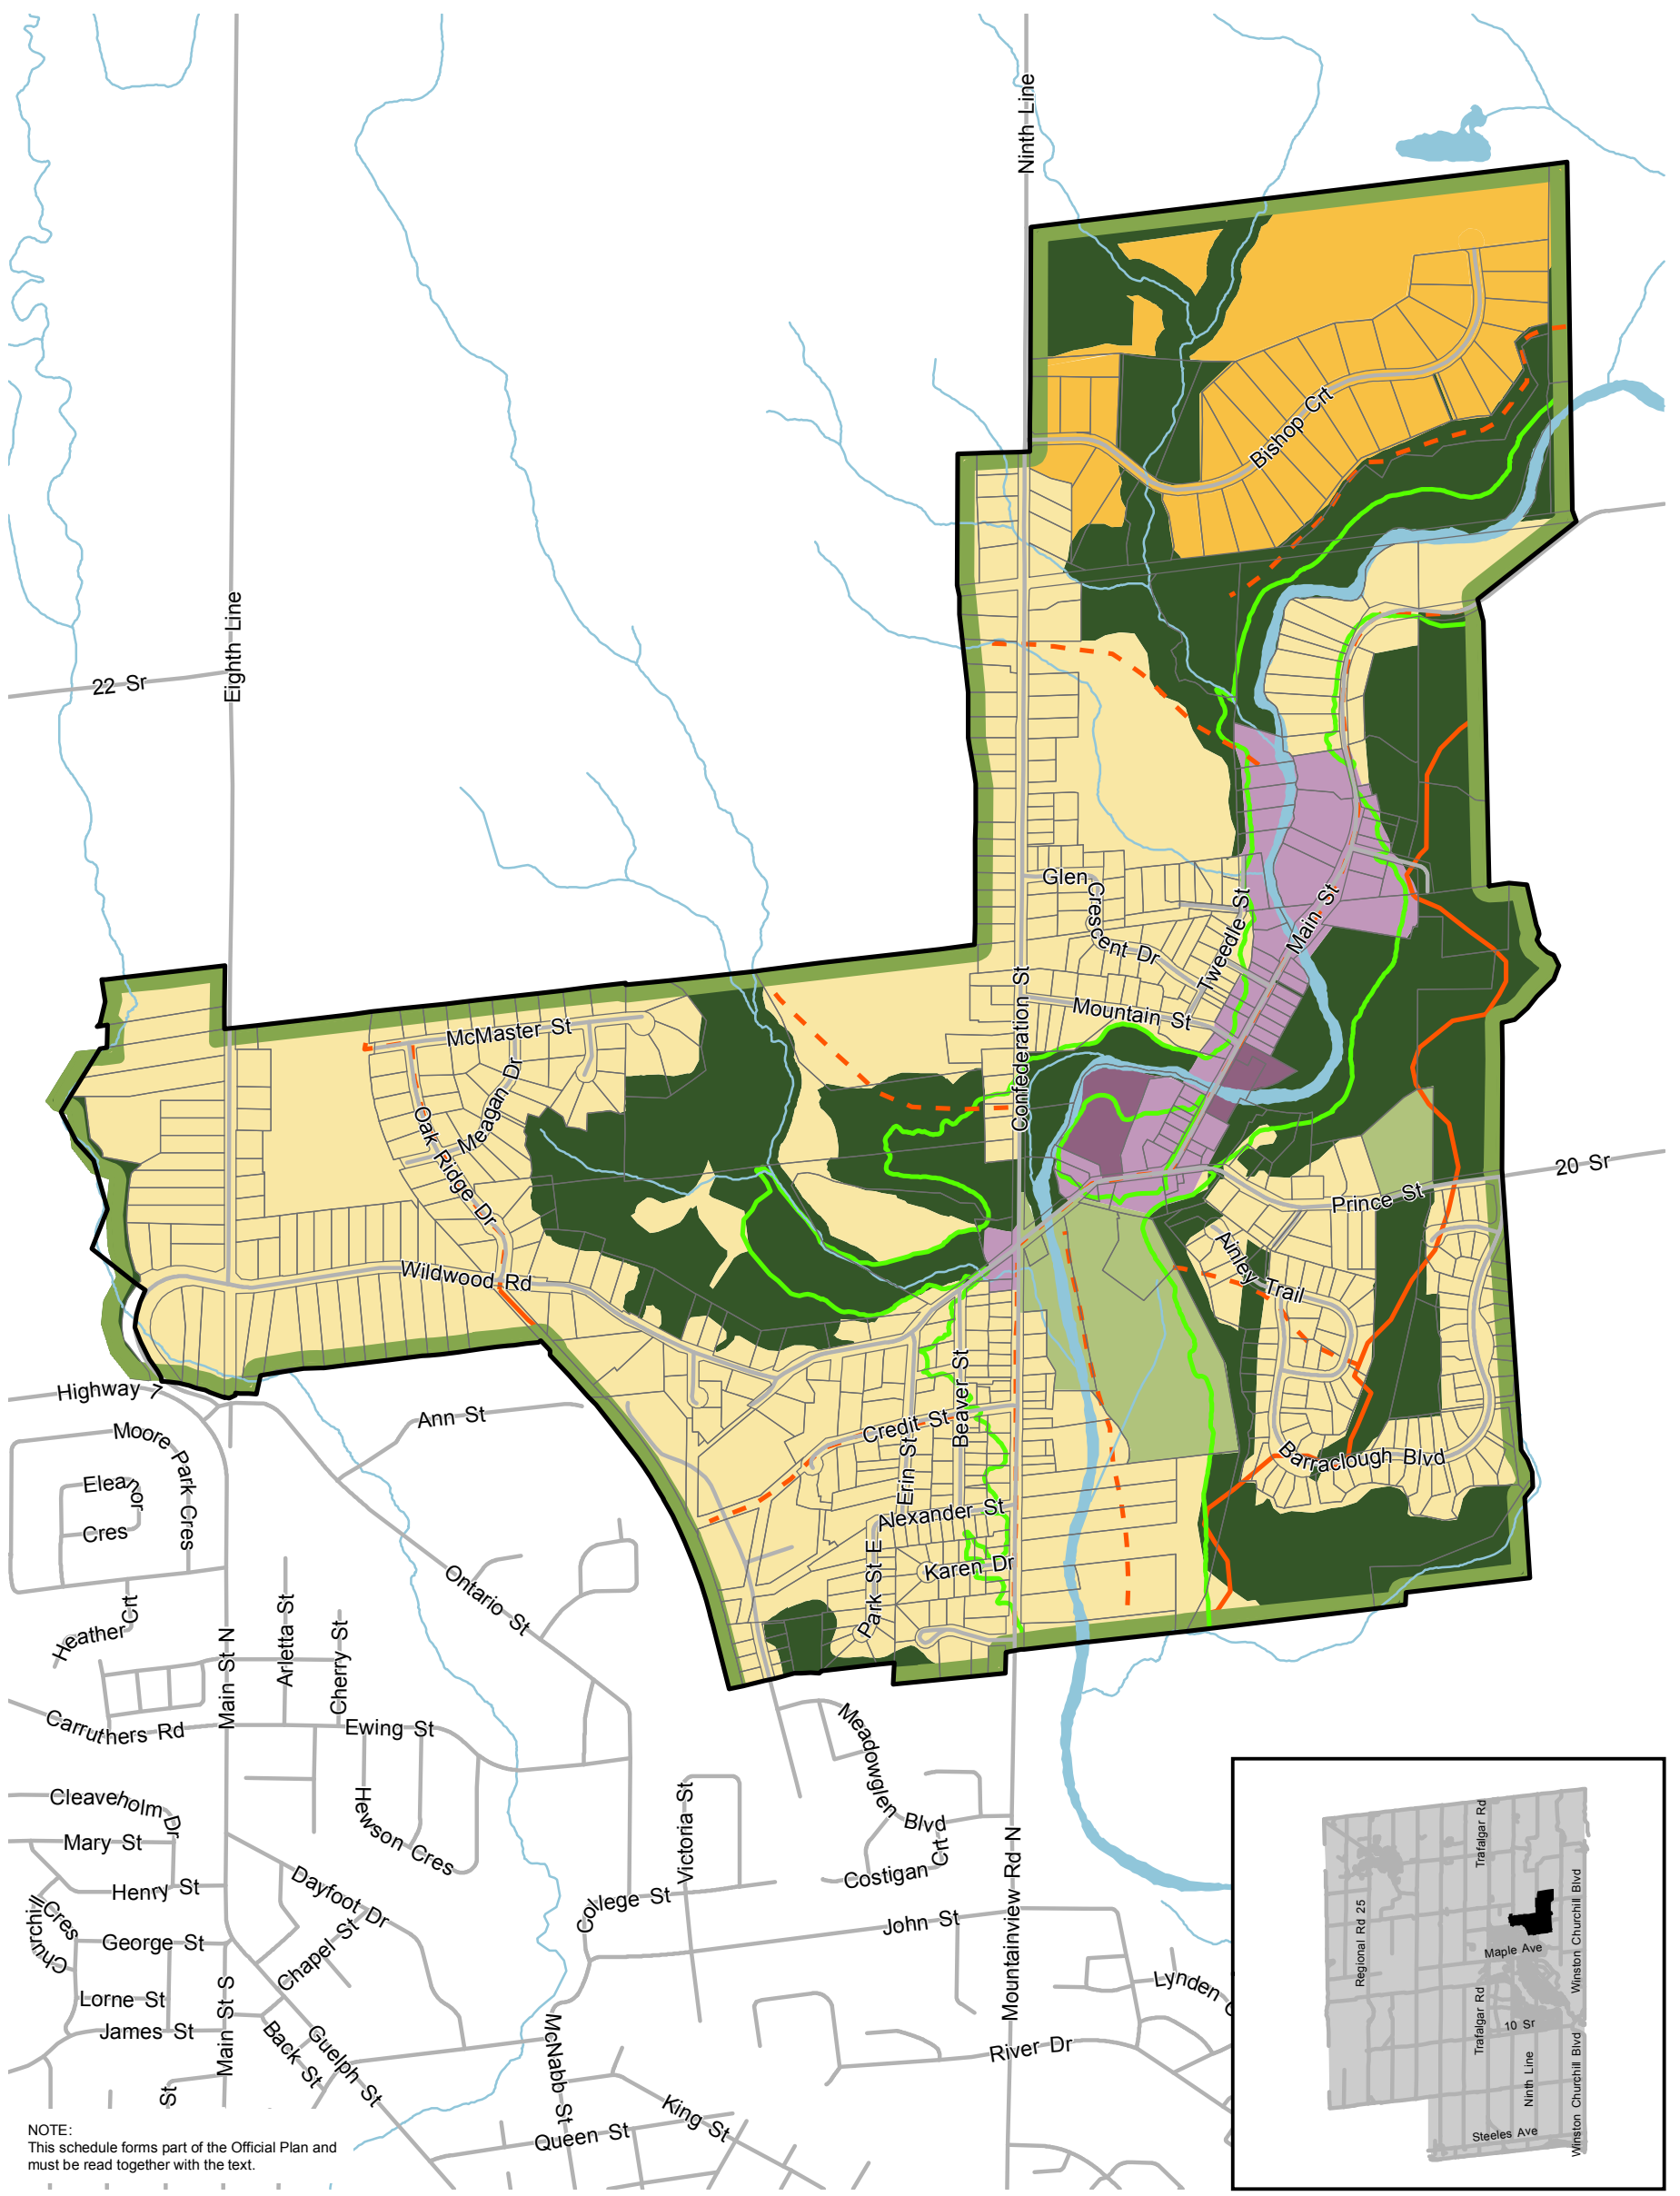 Ninth Line
Bishop Crt
Eighth Line
22 Sr
Glen
Crescent Dr
Tweedle St
Main St
Mountain St
Confederation St
McMaster St
Meagan Dr
Oak Ridge Dr
Wildwood Rd
20 Sr
Prince St
Ainley Trail
Barraclough Blvd
Beaver St
Credit St
Erin St
Alexander St
Karen Dr
Park St E
Highway 7
Ann St
Moore Park Cres
Eleanor
Cres
Heather Crt
Ontario St
Arletta St
Cherry St
Main St N
Carruthers Rd
Ewing St
Hewson Cres
Cleaveholm Dr
Mary St
Henry St
Churchill Cres
George St
Lorne St
James St
Main St S
Dayfoot Dr
Chapel St
Back St
Guelph St
St
Victoria St
College St
McNabb St
Queen St
King St
Meadowglen Blvd
Costigan Crt
John St
Mountainview Rd N
River Dr
Lynden
NOTE:
This schedule forms part of the Official Plan and
must be read together with the text.
Trafalgar Rd
Regional Rd 25
Winston Churchill Blvd
Maple Ave
Trafalgar Rd
10 Sr
Ninth Line
Winston Churchill Blvd
Steeles Ave